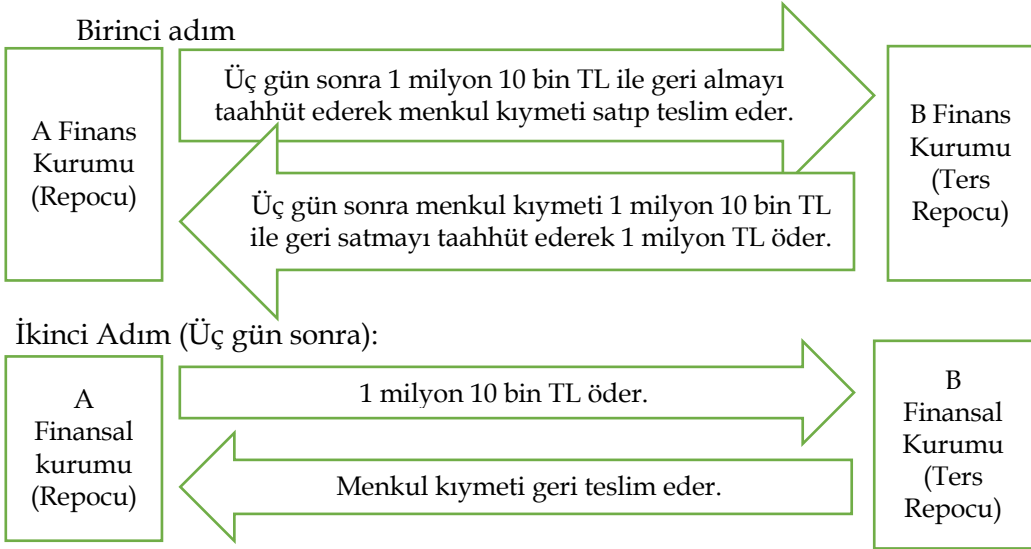 Birinci adım
A Finans
Kurumu
(Repocu)
Üç gün sonra 1 milyon 10 bin TL ile geri almayı
taahhüt ederek menkul kıymeti satıp teslim eder.
Üç gün sonra menkul kıymeti 1 milyon 10 bin TL
ile geri satmayı taahhüt ederek 1 milyon TL öder.
B Finans
Kurumu
(Ters
Repocu)
İkinci Adım (Üç gün sonra):
A
Finansal
kurumu
(Repocu)
1 milyon 10 bin TL öder.
Menkul kıymeti geri teslim eder.
B
Finansal
Kurumu
(Ters
Repocu)